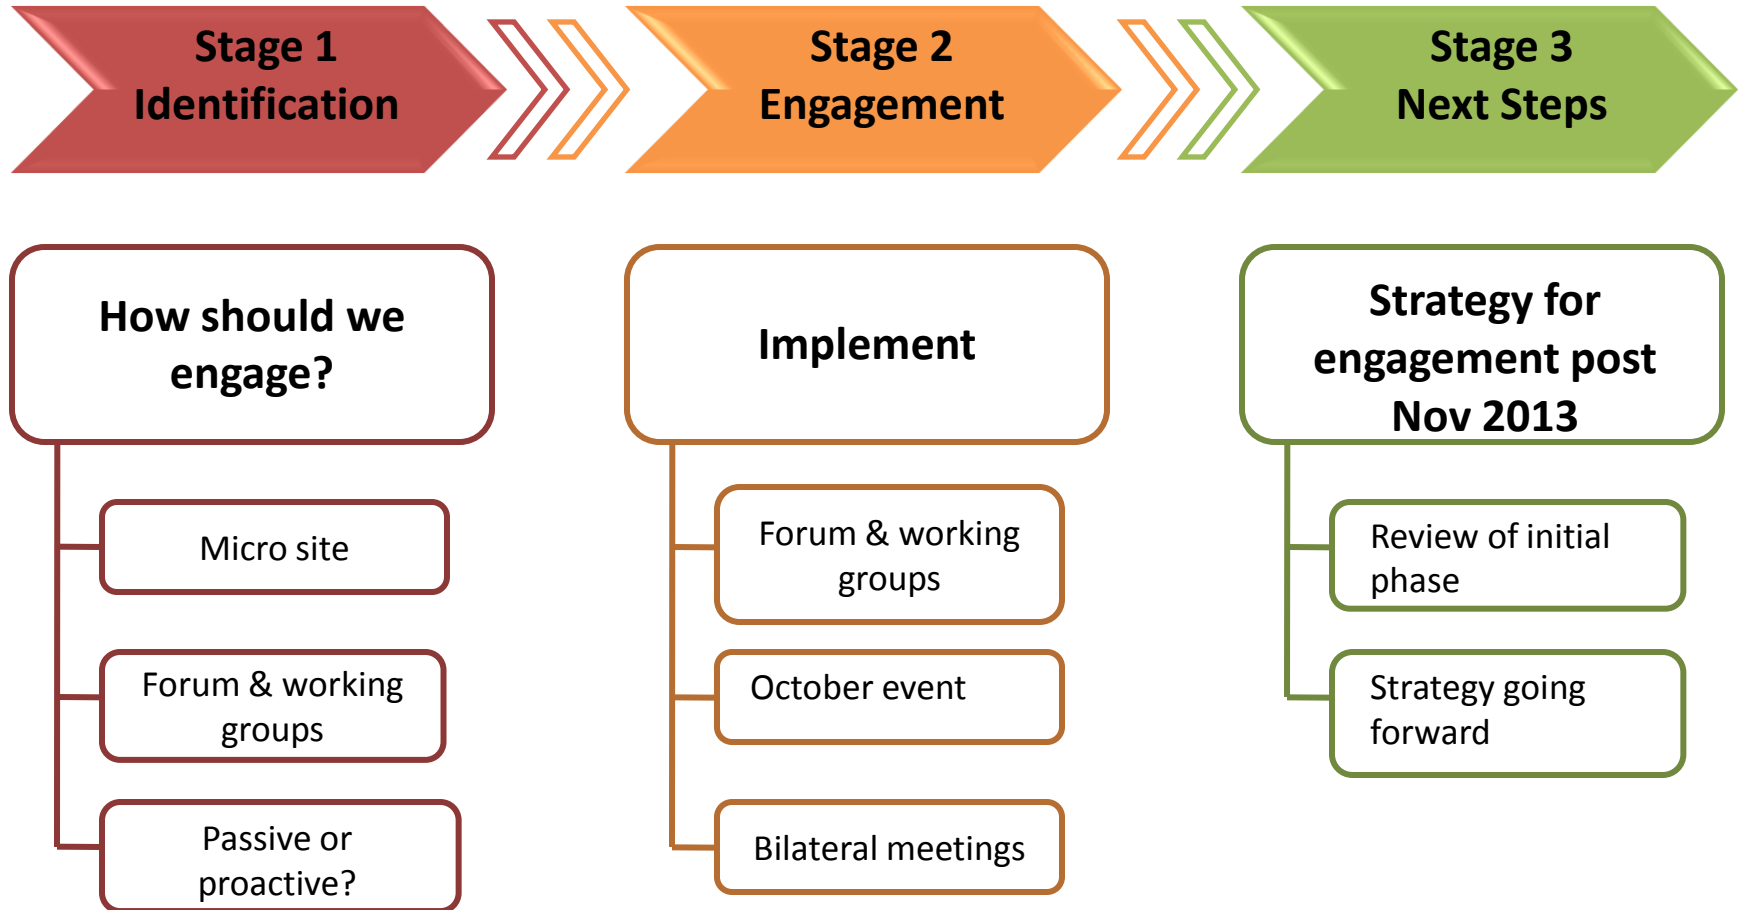 Stage 1
Identification
Stage 2
Engagement
Stage 3
Next Steps
How should we
engage?
Micro site
Forum & working
groups
Passive or
proactive?
Implement
Forum & working
groups
October event
Bilateral meetings
Strategy for
engagement post
Nov 2013
Review of initial
phase
Strategy going
forward